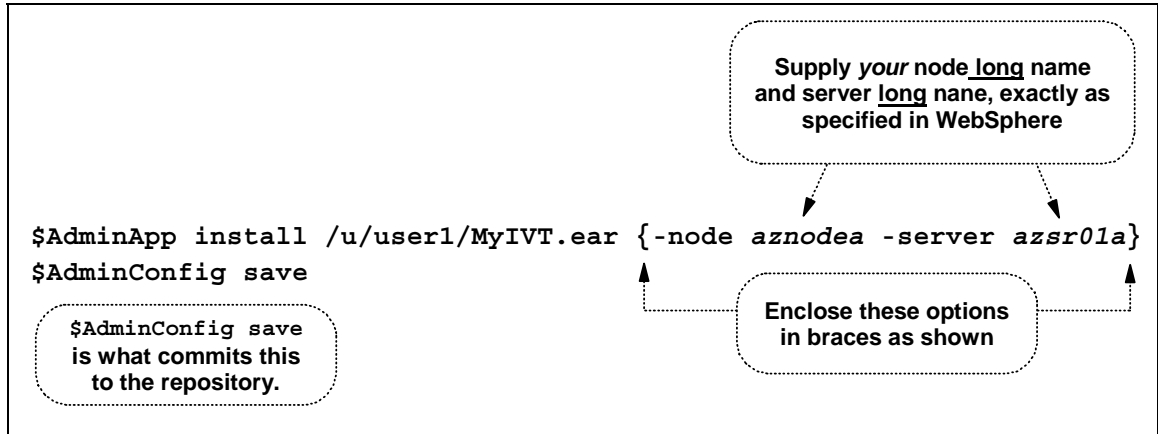 Supply your node long name
and server long nane, exactly as
specified in WebSphere
$AdminApp install /u/user1/MyIVT.ear {-node aznodea -server azsr01a}
$AdminConfig save
$AdminConfig save
is what commits this
to the repository.
Enclose these options
in braces as shown